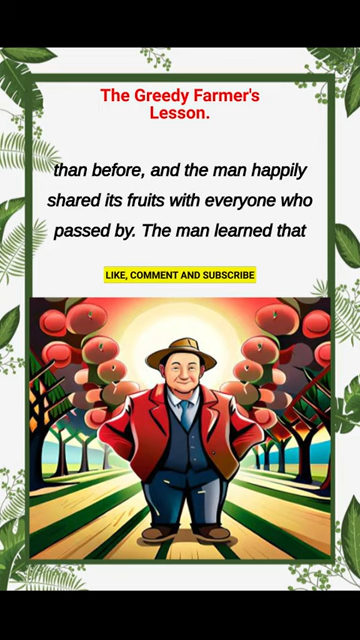 The Greedy Farmer's
Lesson.
than before, and the man happily
shared its fruits with everyone who
passed by. The man learned that
LIKE, COMMENT AND SUBSCRIBE